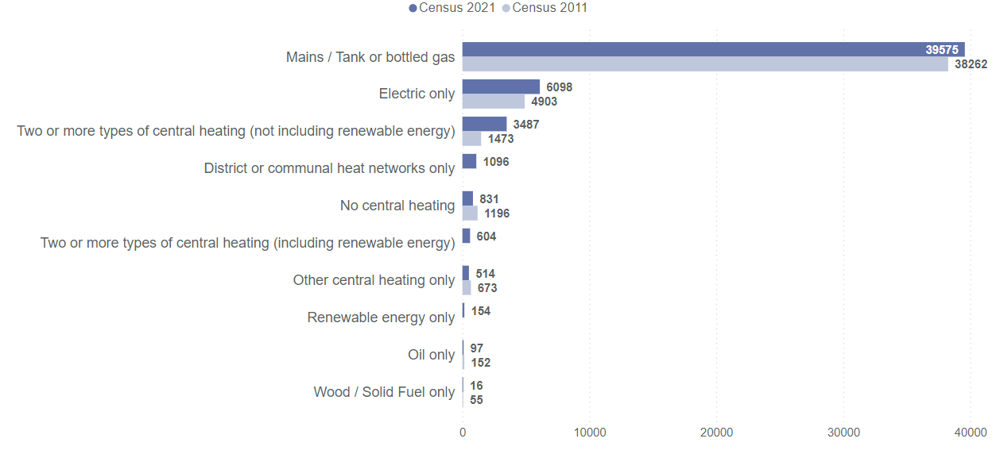 Census 2021 Census 2011
Mains / Tank or bottled gas 39575
38262
Electric only 6098
4903
Two or more types of central heating (not including renewable energy) 3487
1473
District or communal heat networks only 1096
No central heating 831
1196
Two or more types of central heating (including renewable energy) 604
Other central heating only 514
673
Renewable energy only 154
Oil only 97
152
Wood / Solid Fuel only 16
55
0 10000 20000 30000 40000